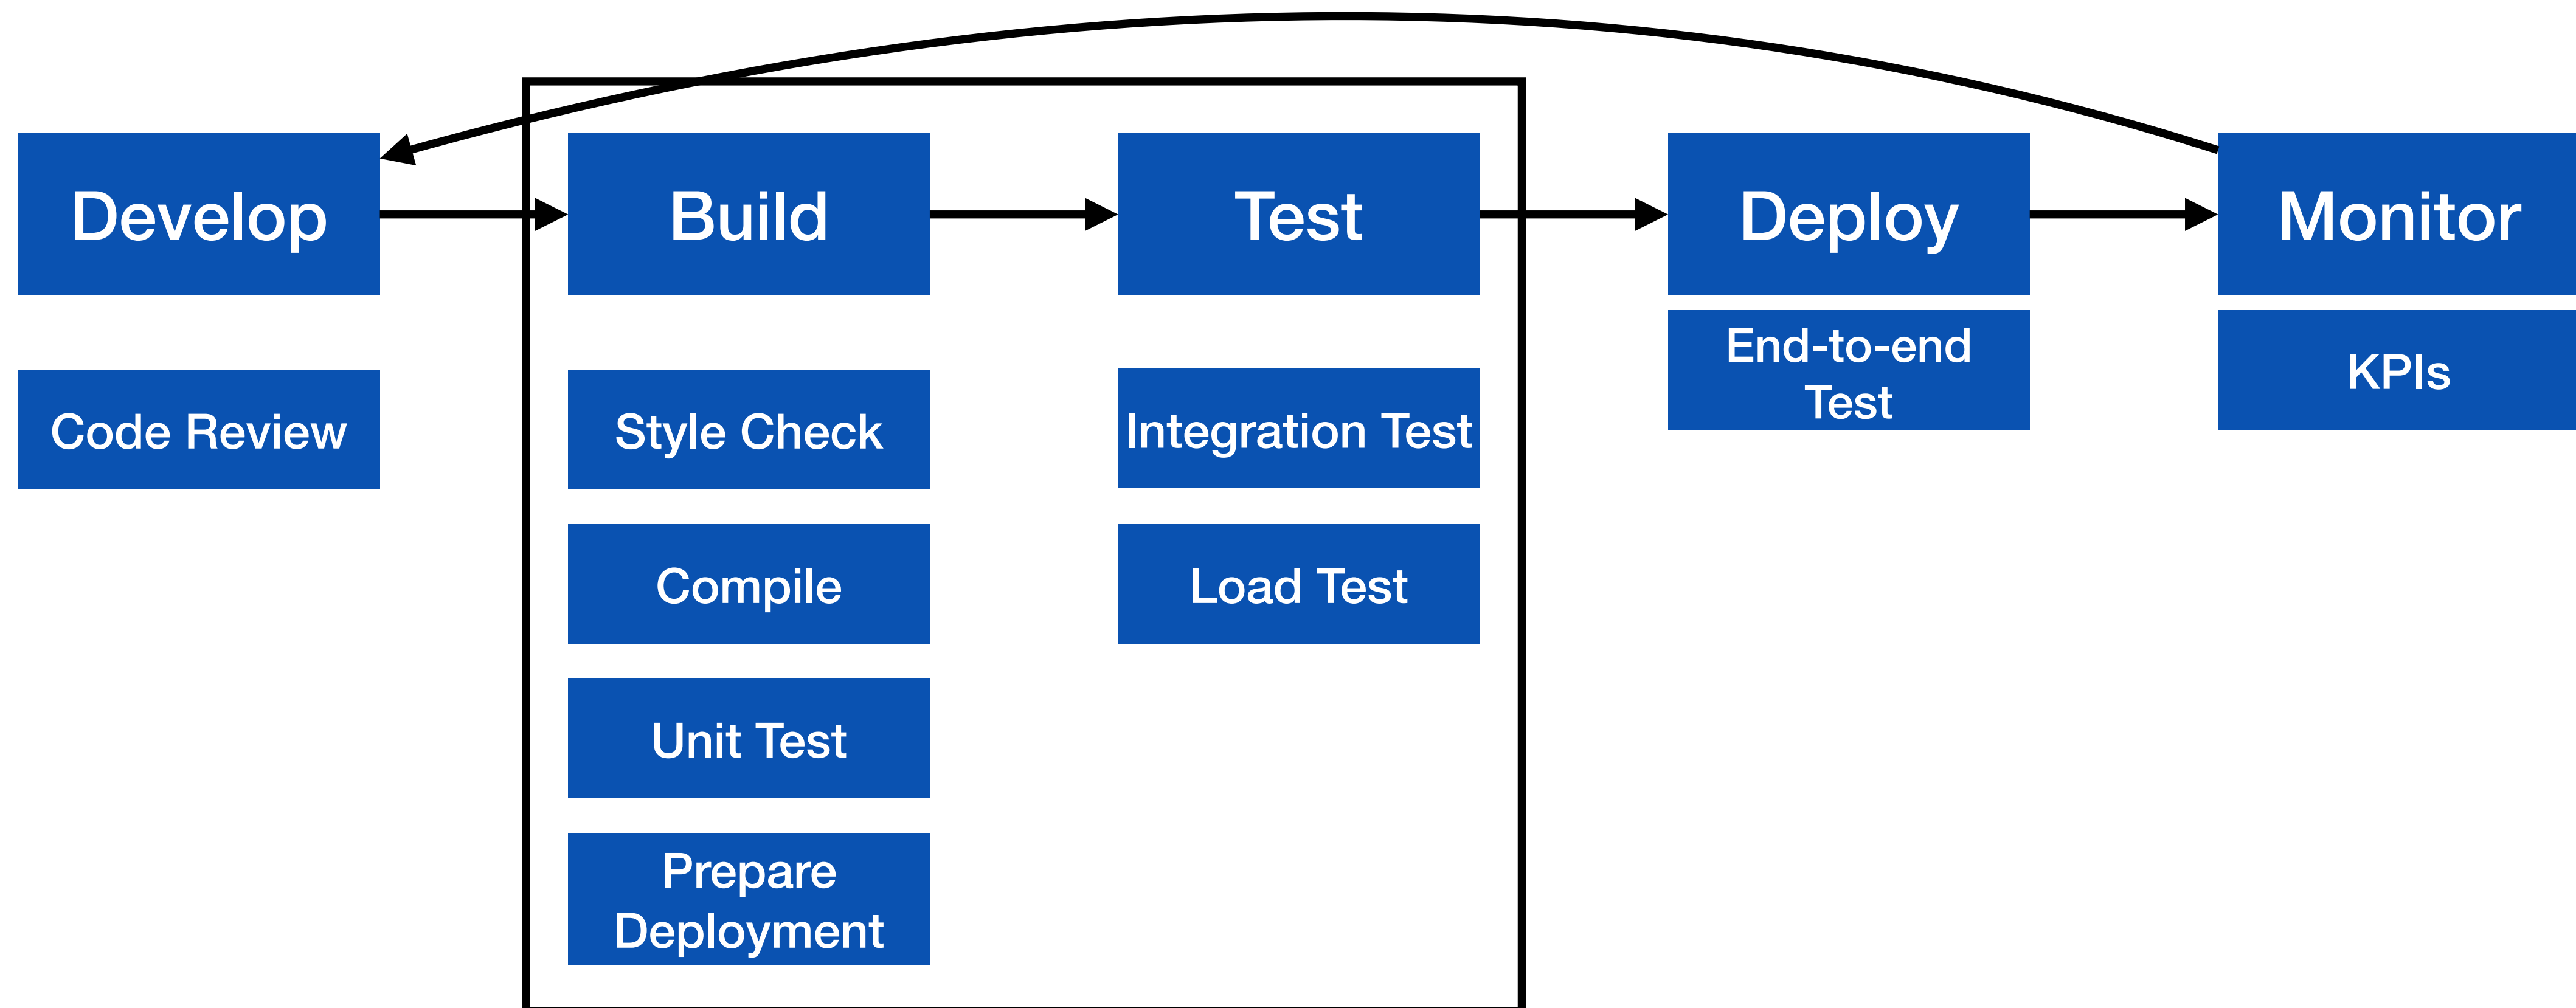 Develop
Build
Test
Deploy
Monitor
Code Review
Style Check
Integration Test
End-to-end
Test
KPIs
Compile
Load Test
Unit Test
Prepare
Deployment